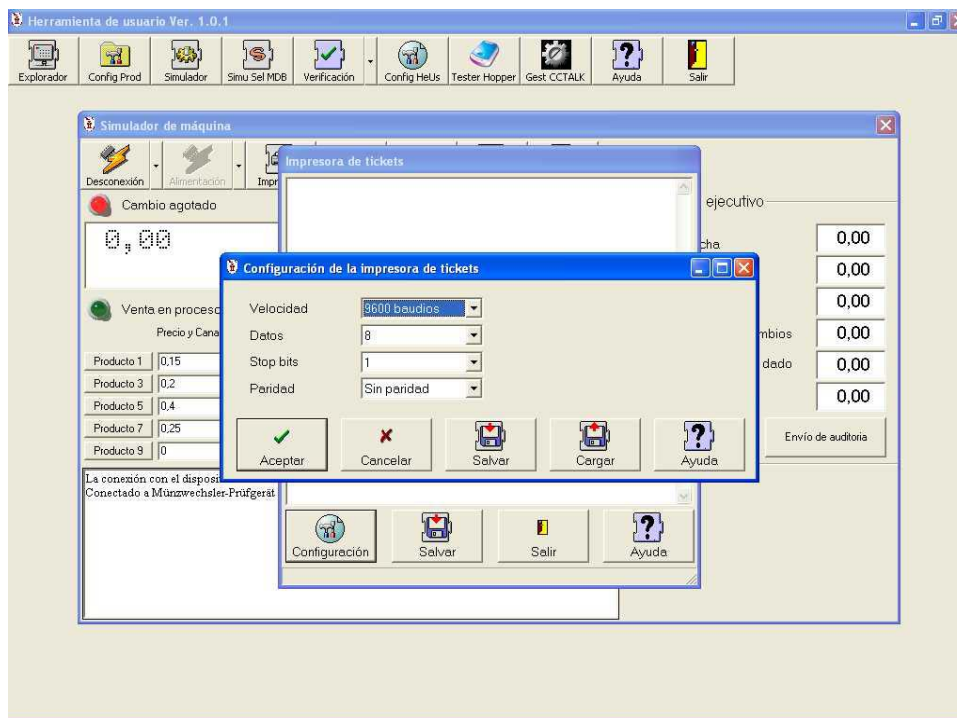 Herramienta de usuario Ver. 1.0.1
Explorador Config Prod Simulador Simu Sel MDB Verificación Config HeUs Tester Hopper Gest CCTALK Ayuda Salir
Simulador de máquina
Desconexión Alimentación Impr
Impresora de tickets
Cambio agotado
ejecutivo
0,00
cha 0,00
0,00
Configuración de la impresora de tickets
Velocidad 9600 baudios
Datos 8
Stop bits 1
Paridad Sin paridad
Aceptar Cancelar Salvar Cargar Ayuda
Venta en proceso
0,00
Precio y Cana
mbios 0,00
Producto 1 0,15
dado 0,00
Producto 3 0,2
Producto 5 0,4
0,00
Producto 7 0,25
Envío de auditoria
Producto 9 0
La conexión con el disposi
Conectado a Münzwechsler-Prüfgerät
Configuración Salvar Salir Ayuda